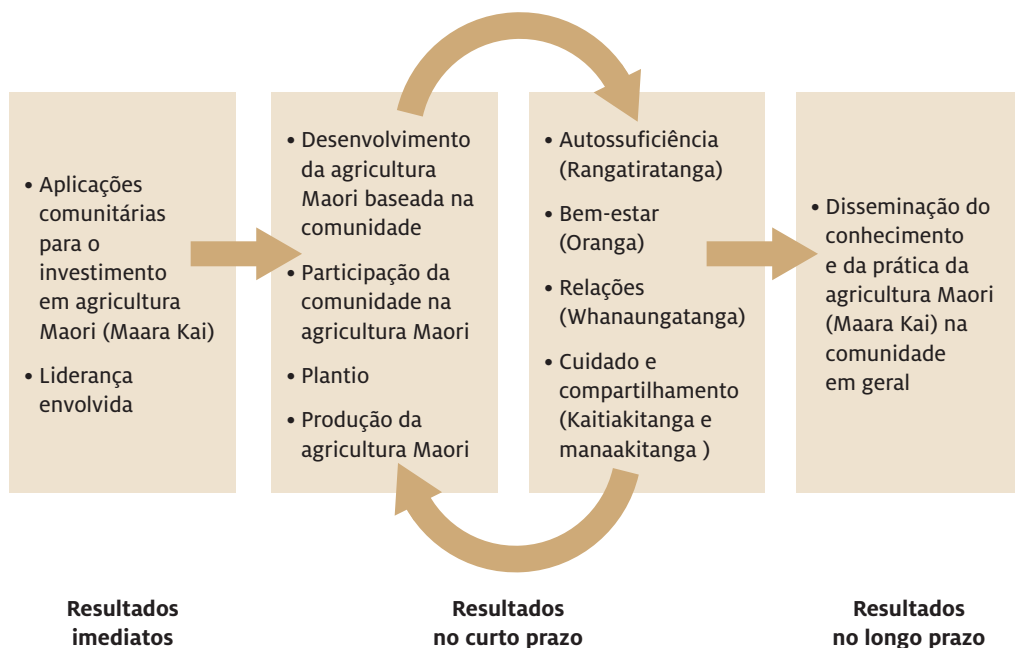 • Aplicações
comunitárias
para o
investimento
em agricultura
Maori (Maara Kai)
• Liderança
envolvida
• Desenvolvimento
da agricultura
Maori baseada na
comunidade
• Participação da
comunidade na
agricultura Maori
• Plantio
• Produção da
agricultura Maori
• Autossuficiência
(Rangatiratanga)
• Bem-estar
(Oranga)
• Relações
(Whanaungatanga)
• Cuidado e
compartilhamento
(Kaitiakitanga e
manaakitanga )
• Disseminação do
conhecimento
e da prática da
agricultura Maori
(Maara Kai) na
comunidade
em geral
Resultados
imediatos
Resultados
no curto prazo
Resultados
no longo prazo